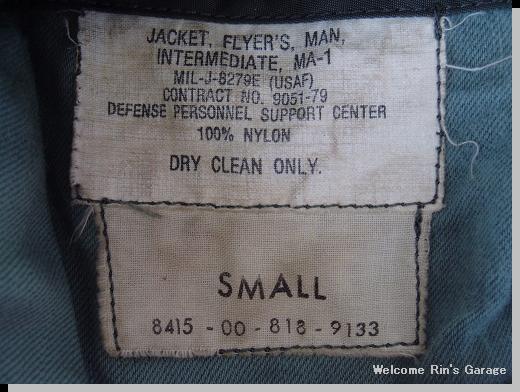 JACKET, FLYER'S, MAN,
INTERMEDIATE, MA-1
MIL-J-8279E (USAF)
CONTRACT NO. 9051-79
DEFENSE PERSONNEL SUPPORT CENTER
100% NYLON
DRY CLEAN ONLY.
SMALL
8415 - 00 - 818 - 9133
Welcome Rin's Garage